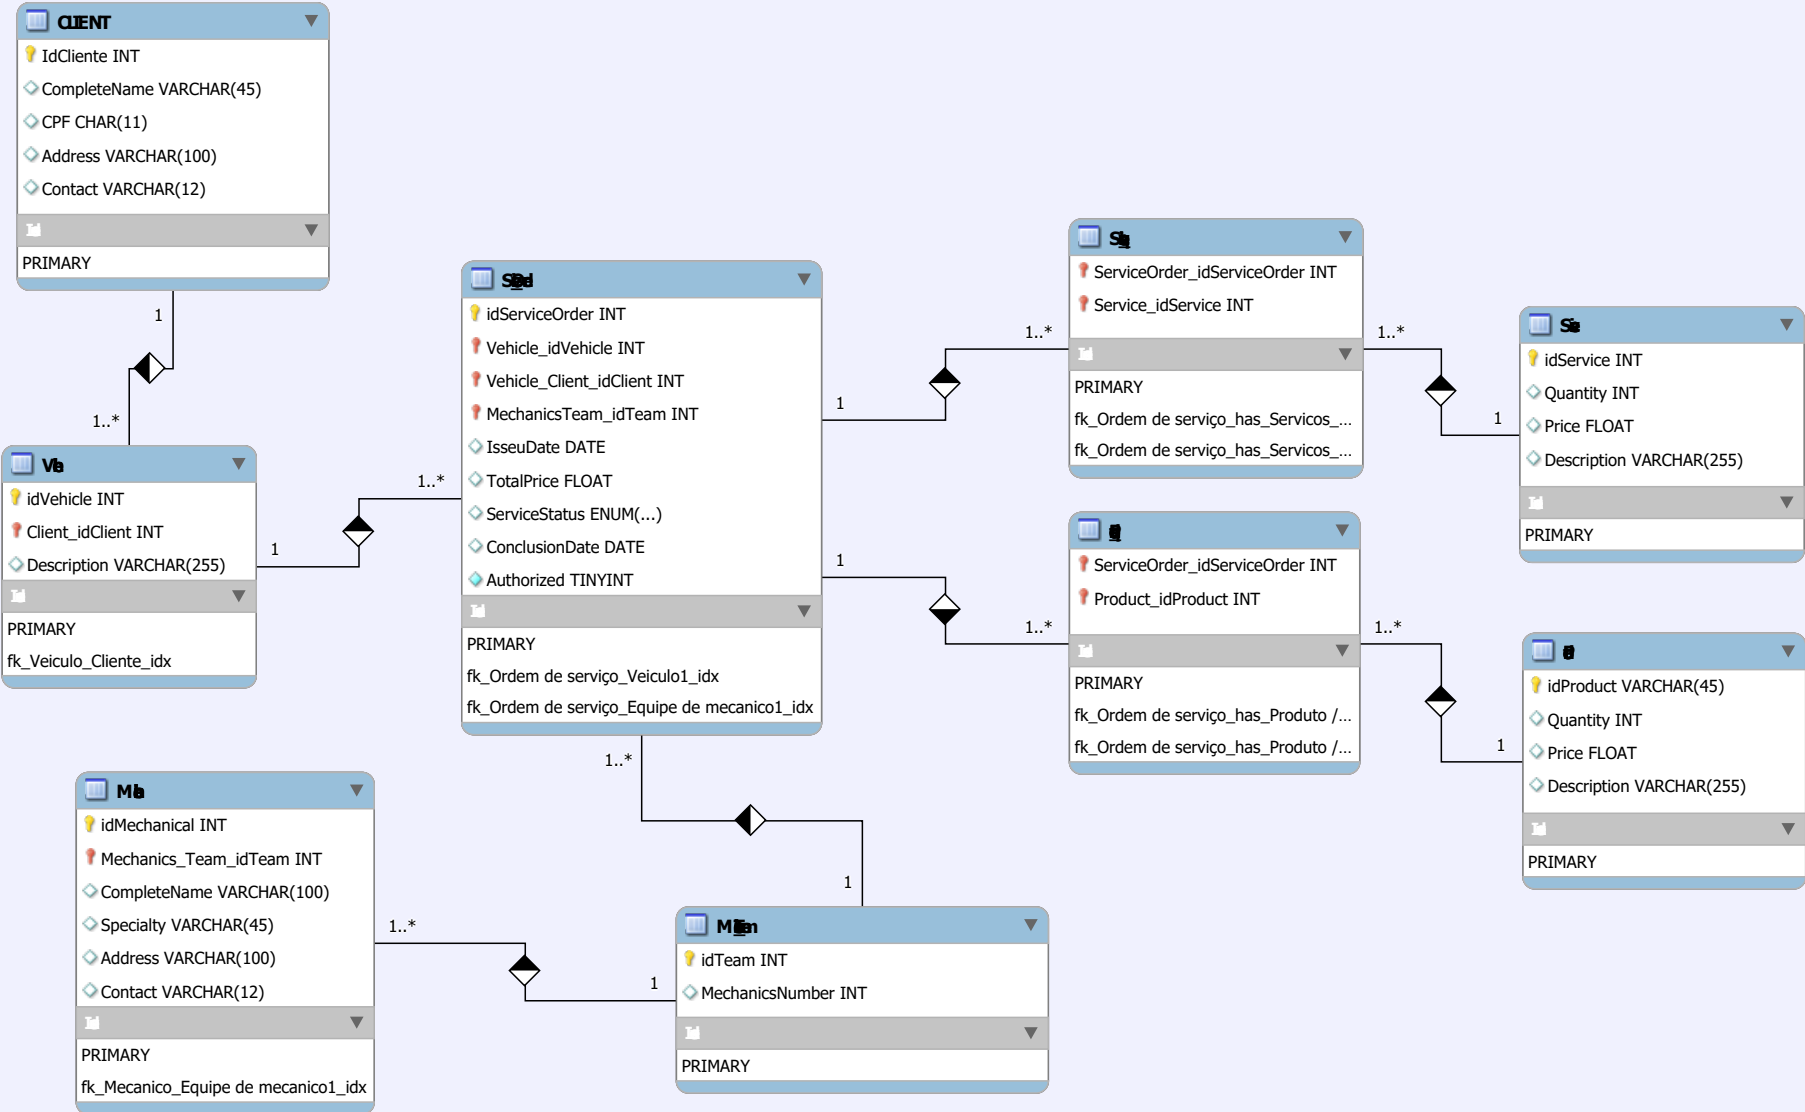 CLIENT
IdCliente INT
CompleteName VARCHAR(45)
CPF CHAR(11)
Address VARCHAR(100)
Contact VARCHAR(12)
PRIMARY
1
1..*
idVehicle INT
Client_idClient INT
Description VARCHAR(255)
PRIMARY
fk_Veiculo_Cliente_idx
1
1..*
idServiceOrder INT
Vehicle_idVehicle INT
Vehicle_Client_idClient INT
MechanicsTeam_idTeam INT
IsseuDate DATE
TotalPrice FLOAT
ServiceStatus ENUM(...)
ConclusionDate DATE
Authorized TINYINT
PRIMARY
fk_Ordem de serviço_Veiculo1_idx
fk_Ordem de serviço_Equipe de mecanico1_idx
1
1..*
ServiceOrder_idServiceOrder INT
Service_idService INT
PRIMARY
fk_Ordem de serviço_has_Servicos_...
fk_Ordem de serviço_has_Servicos_...
1..*
1
idService INT
Quantity INT
Price FLOAT
Description VARCHAR(255)
PRIMARY
1
1..*
ServiceOrder_idServiceOrder INT
Product_idProduct INT
PRIMARY
fk_Ordem de serviço_has_Produto /...
fk_Ordem de serviço_has_Produto /...
1..*
1
idProduct VARCHAR(45)
Quantity INT
Price FLOAT
Description VARCHAR(255)
PRIMARY
1..*
1
idMechanical INT
Mechanics_Team_idTeam INT
CompleteName VARCHAR(100)
Specialty VARCHAR(45)
Address VARCHAR(100)
Contact VARCHAR(12)
PRIMARY
fk_Mecanico_Equipe de mecanico1_idx
1..*
1
idTeam INT
MechanicsNumber INT
PRIMARY